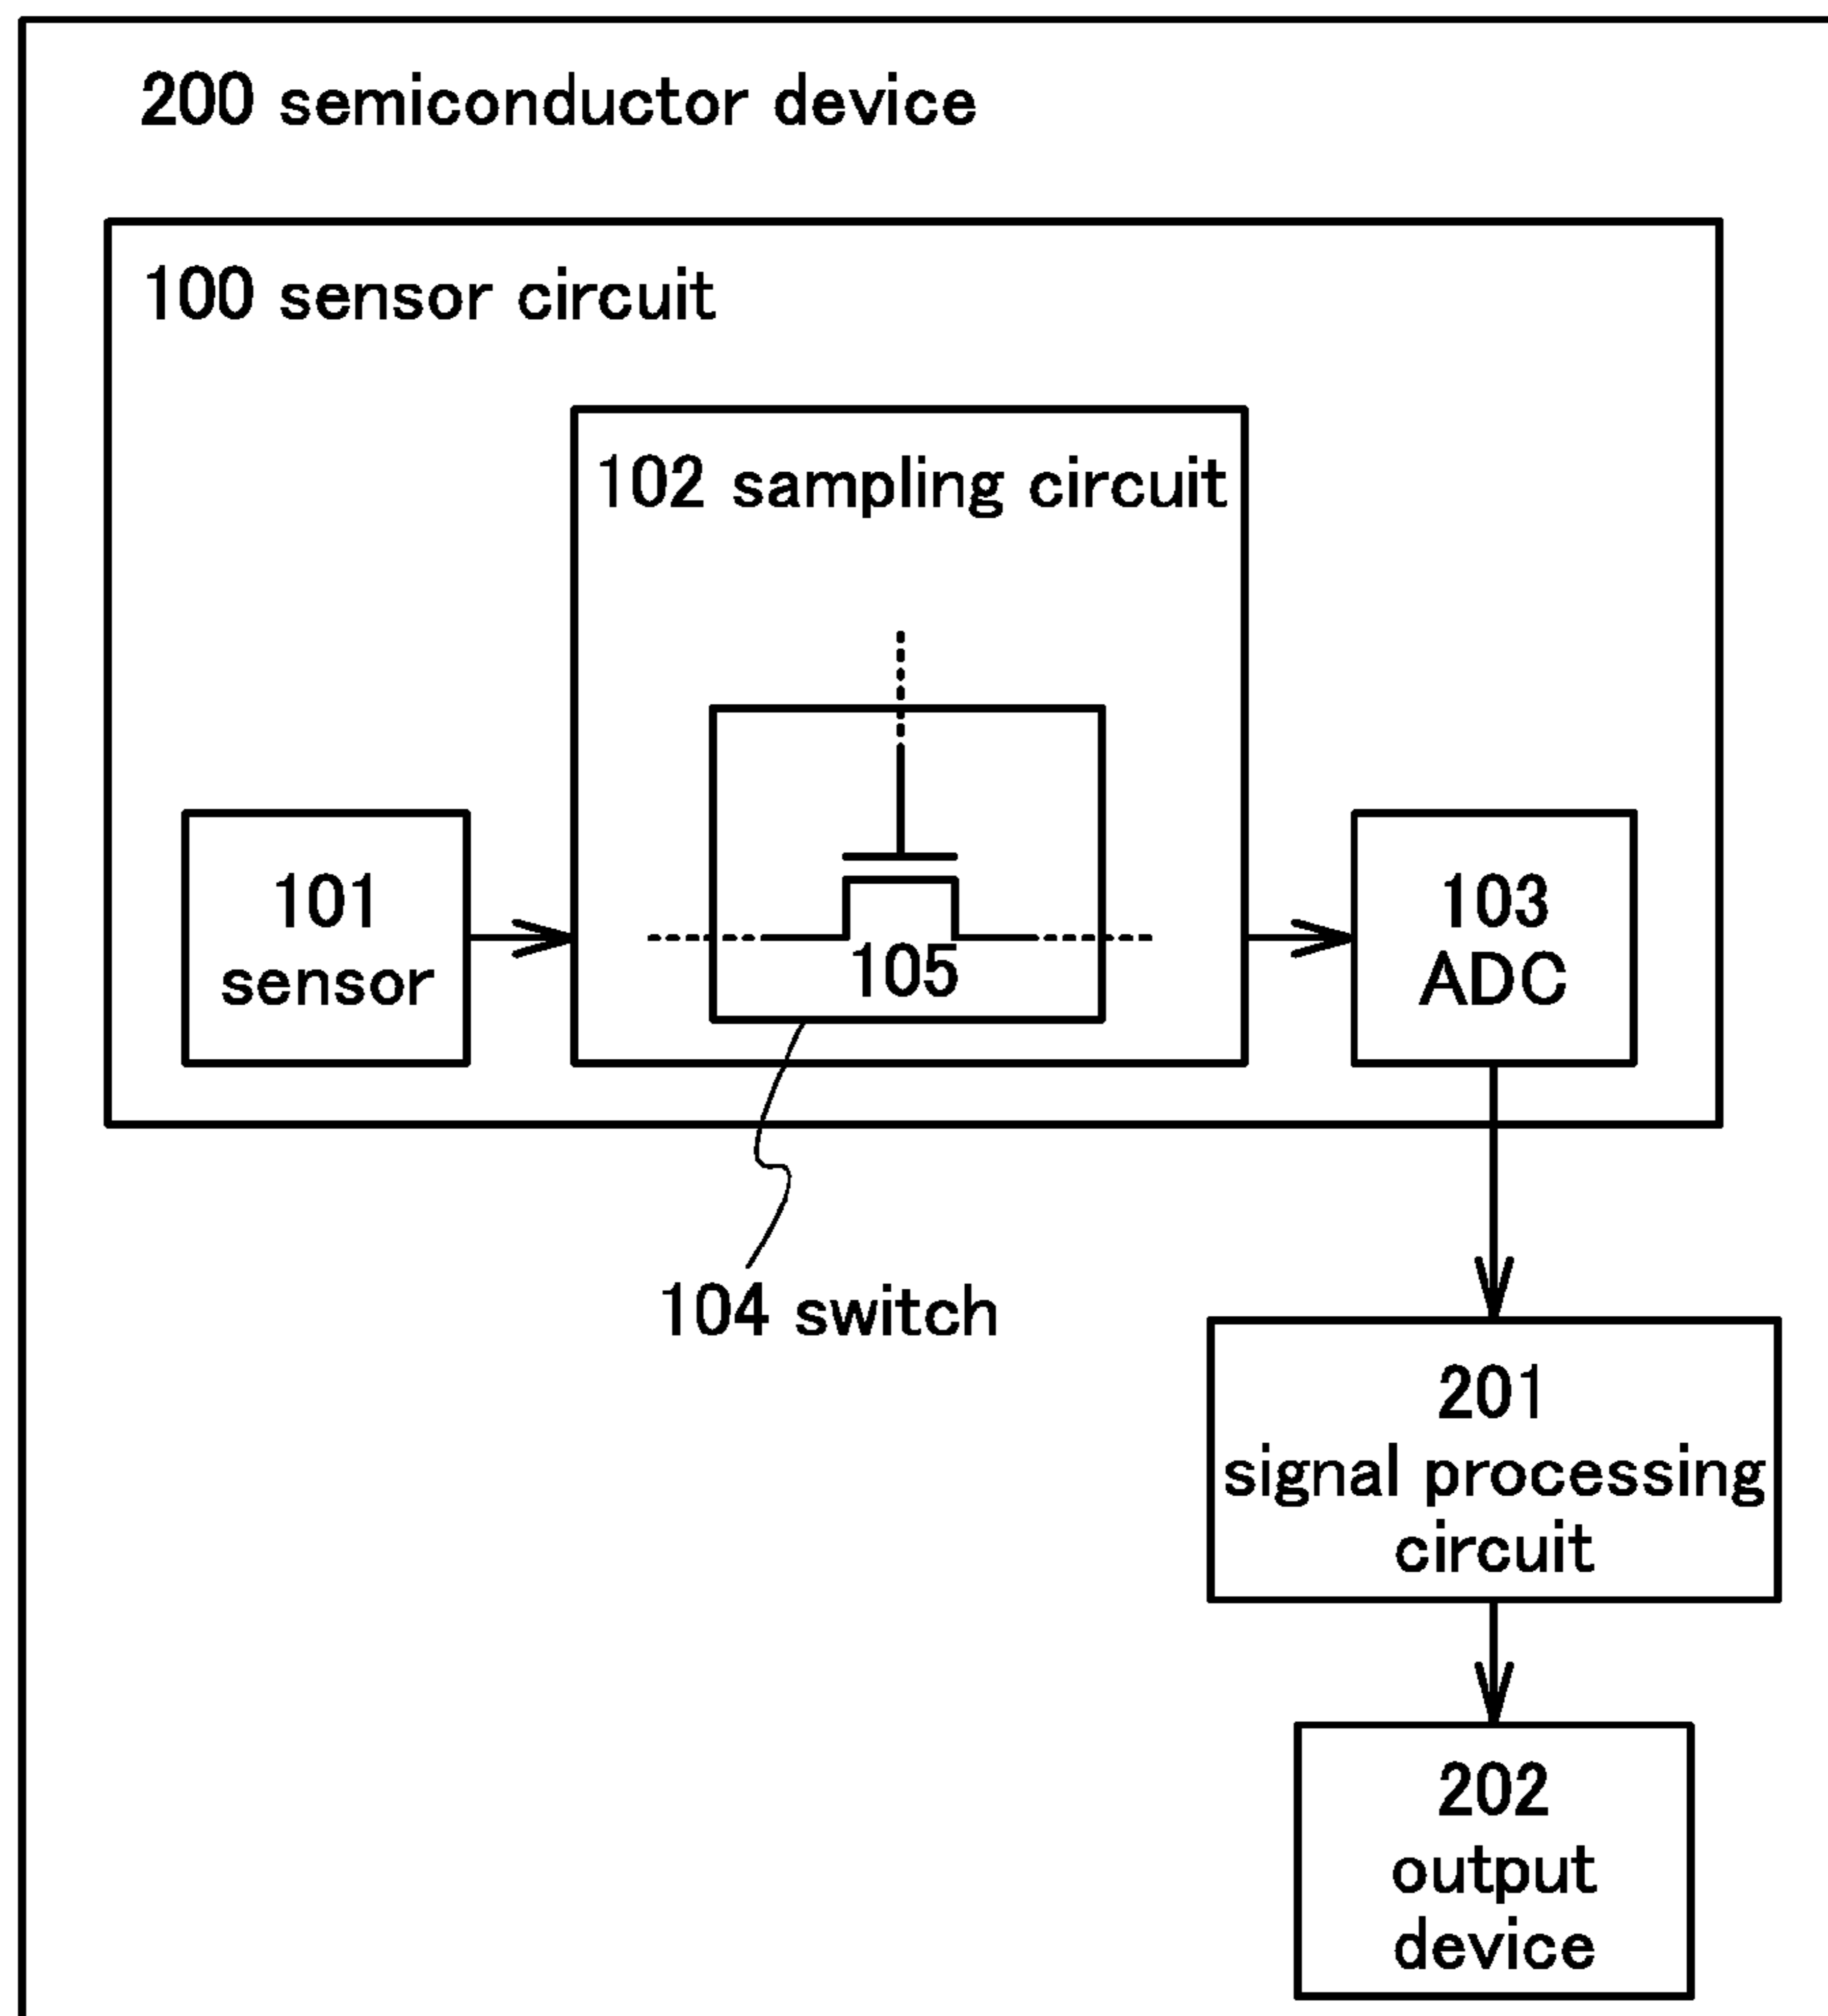 200 semiconductor device
100 sensor circuit
102 sampling circuit
101
sensor
105
103
ADC
104 switch
201
signal processing
circuit
202
output
device